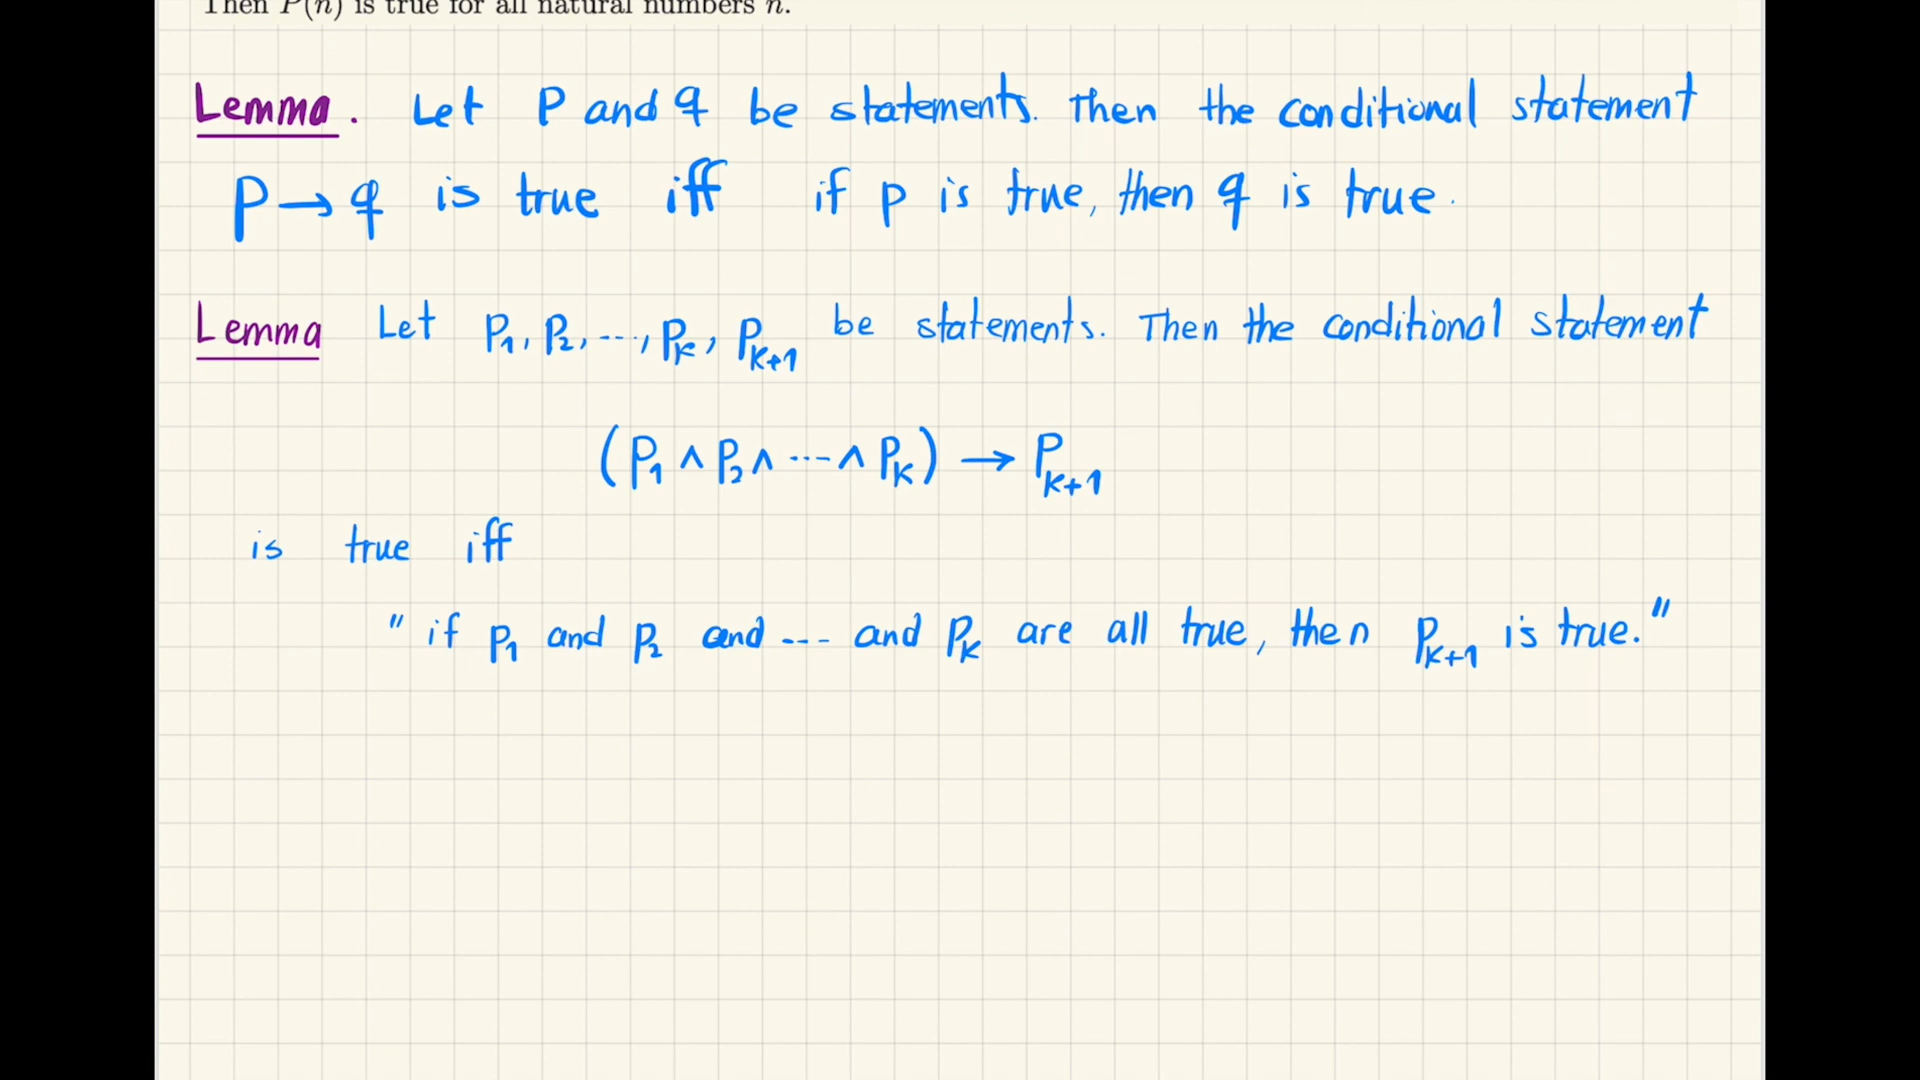 Then P(n) is true for all natural numbers n.
Lemma. Let P and q be statements. Then the conditional statement
P → q is true iff if p is true, then q is true.
Lemma Let P₁, P₂, ..., Pₖ, Pₖ₊₁ be statements. Then the conditional statement
(P₁ ∧ P₂ ∧ ... ∧ Pₖ) → Pₖ₊₁
is true iff
"if P₁ and P₂ and ... and Pₖ are all true, then Pₖ₊₁ is true."